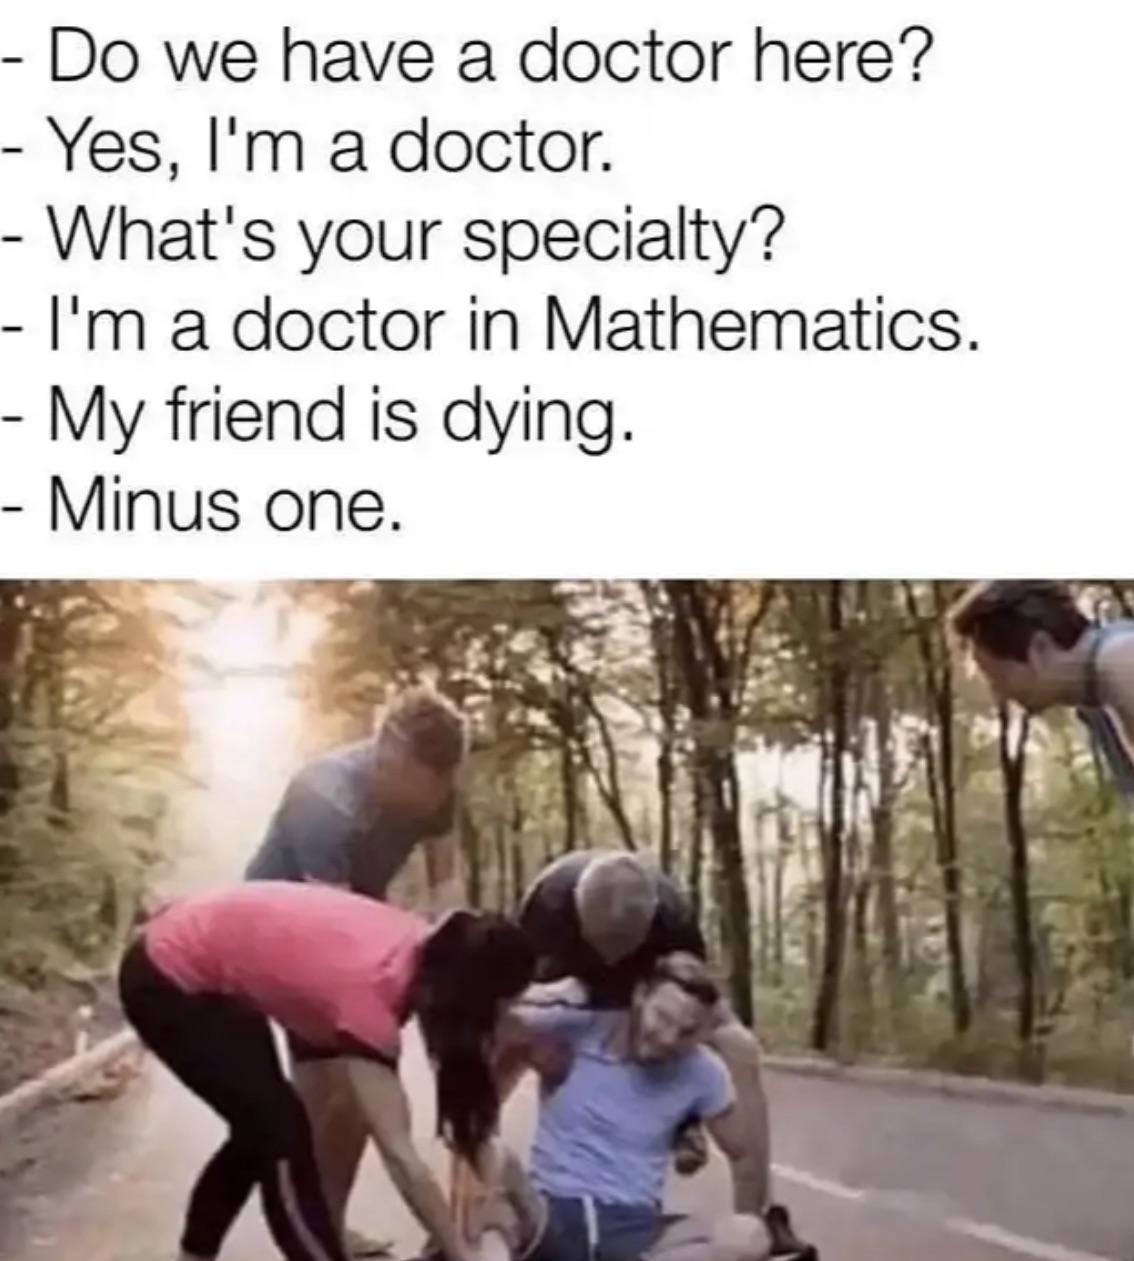 - Do we have a doctor here?
- Yes, I'm a doctor.
- What's your specialty?
- I'm a doctor in Mathematics.
- My friend is dying.
- Minus one.